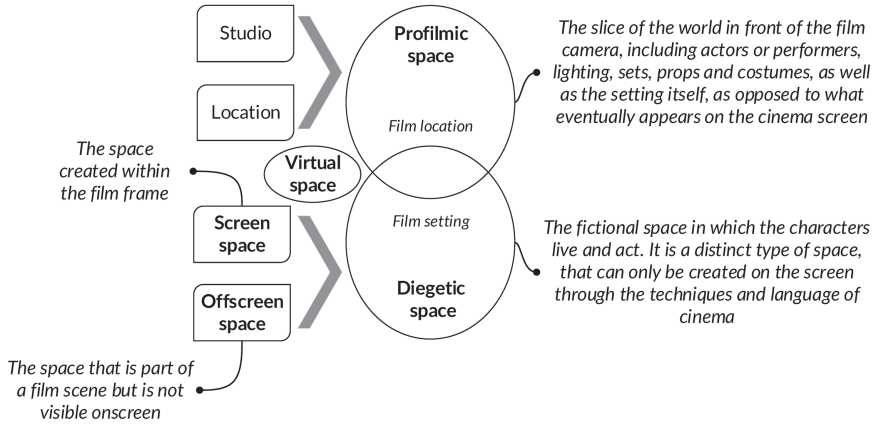 Studio
Location
Profilmic
space
Film location
The slice of the world in front of the film
camera, including actors or performers,
lighting, sets, props and costumes, as well
as the setting itself, as opposed to what
eventually appears on the cinema screen
The space
created within
the film frame
Virtual
space
Screen
space
Offscreen
space
Film setting
Diegetic
space
The fictional space in which the characters
live and act. It is a distinct type of space,
that can only be created on the screen
through the techniques and language of
cinema
The space that is part of
a film scene but is not
visible onscreen